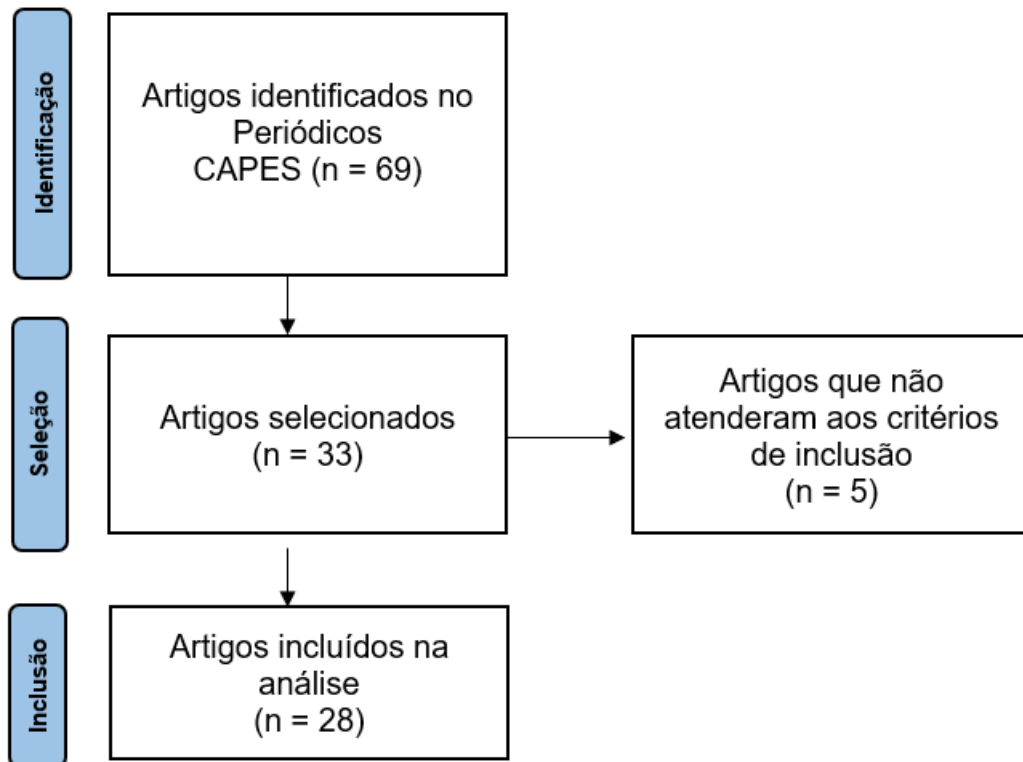 Identificação
Artigos identificados no
Periódicos
CAPES (n = 69)
Seleção
Artigos selecionados
(n = 33)
Artigos que não
atenderam aos critérios
de inclusão
(n = 5)
Inclusão
Artigos incluídos na
análise
(n = 28)